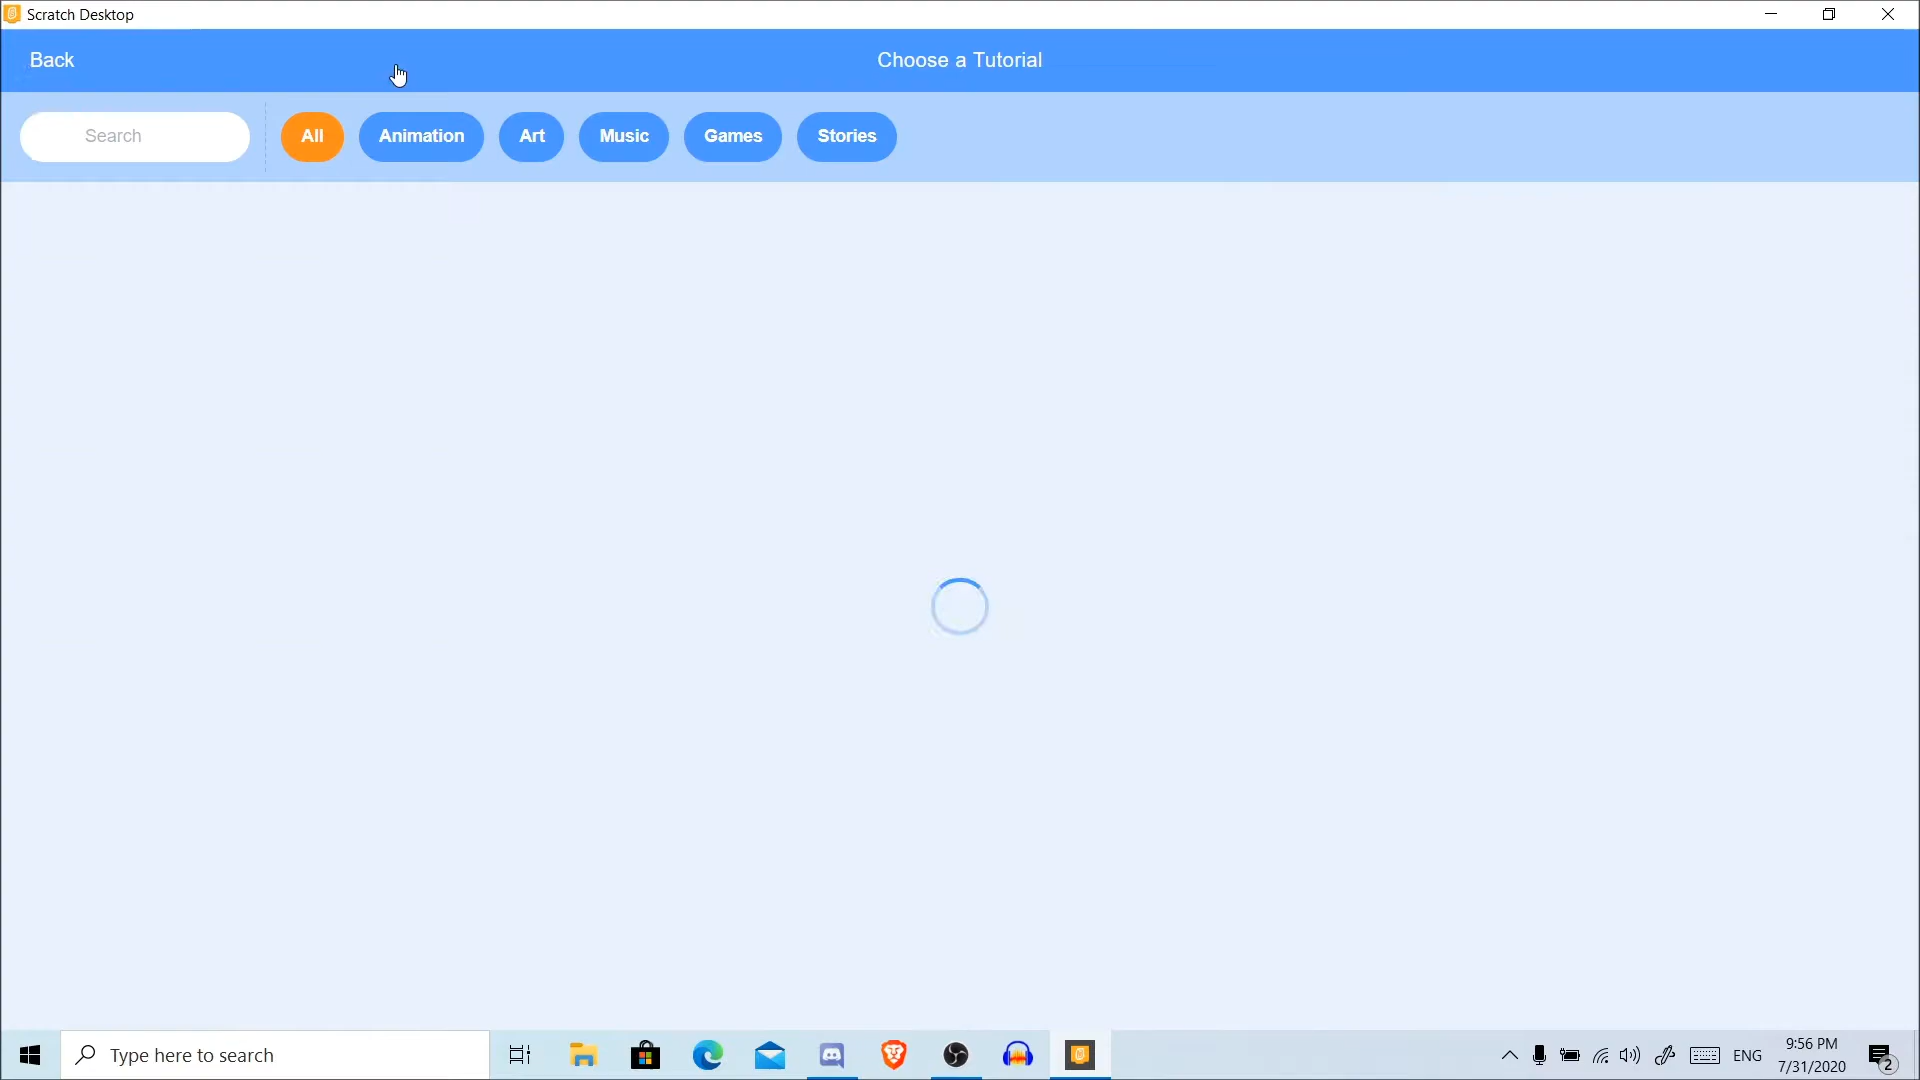 Scratch Desktop
Back
Choose a Tutorial
Search
All
Animation
Art
Music
Games
Stories
Type here to search
ENG
9:56 PM
7/31/2020
2